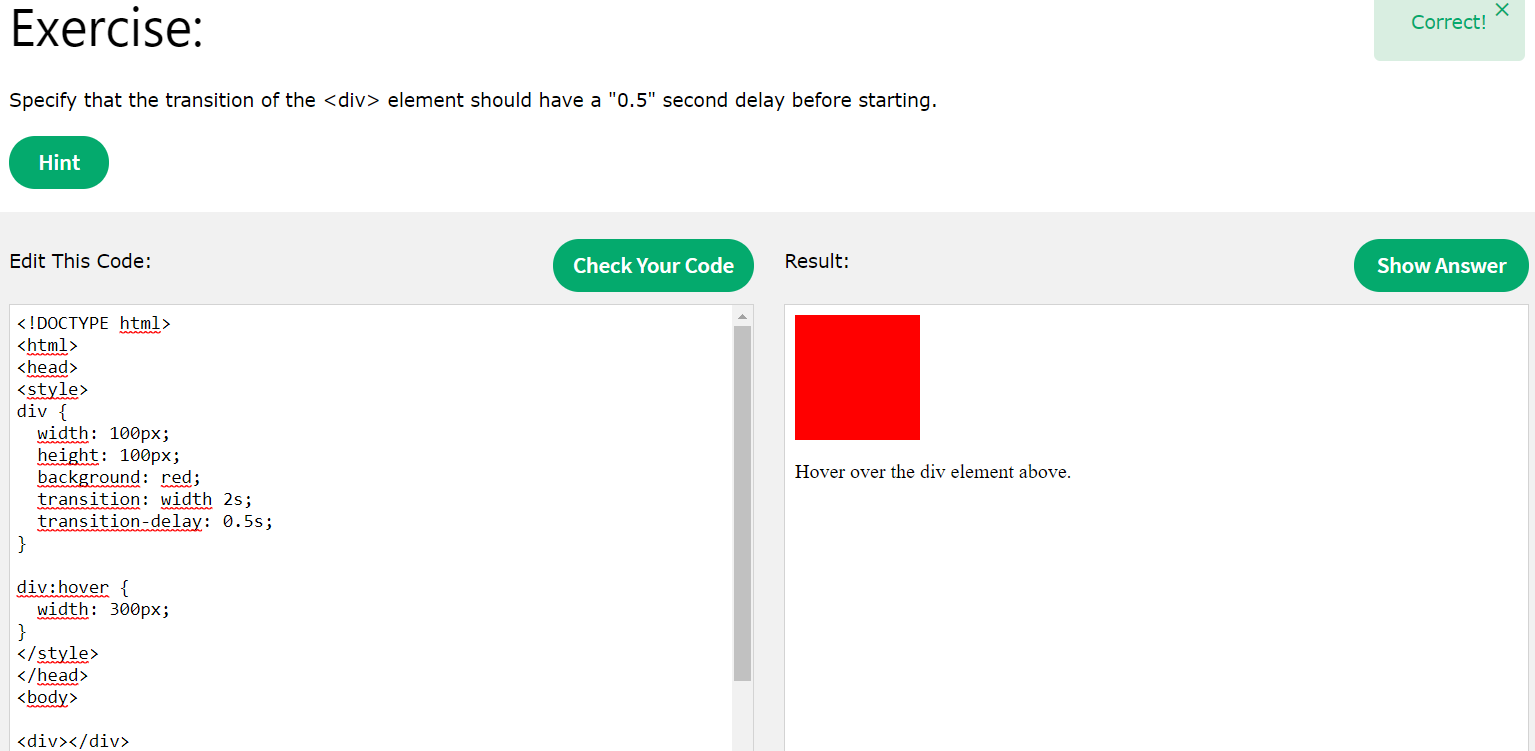 Exercise:
Correct!
×
Specify that the transition of the <div> element should have a "0.5" second delay before starting.
Hint
Edit This Code:
Check Your Code
Result:
Show Answer
<!DOCTYPE html>
<html>
<head>
<style>
div {
  width: 100px;
  height: 100px;
  background: red;
  transition: width 2s;
  transition-delay: 0.5s;
}
div:hover {
  width: 300px;
}
</style>
</head>
<body>
<div></div>
Hover over the div element above.